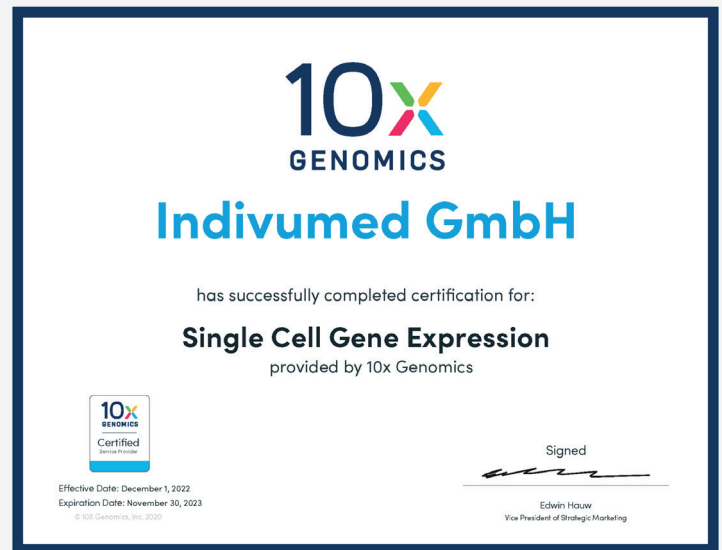 10x
GENOMICS
Indivumed GmbH
has successfully completed certification for:
Single Cell Gene Expression
provided by 10x Genomics
10x
GENOMICS
Certified
Service Provider
Effective Date: December 1, 2022
Expiration Date: November 30, 2023
© 10X Genomics, Inc. 2020
Signed
Edwin Hauw
Vice President of Strategic Marketing